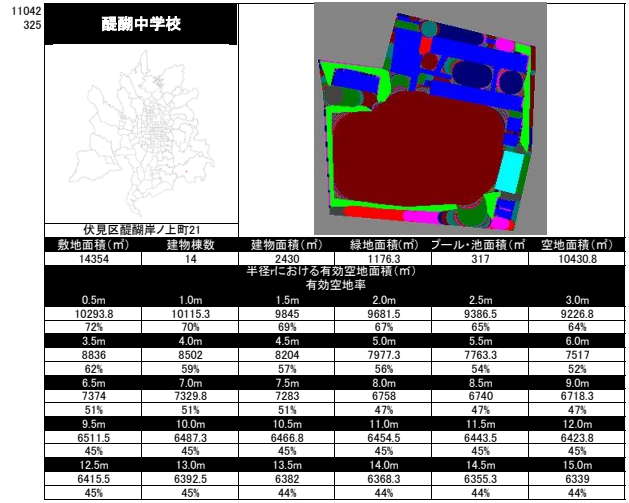 11042
325
醍醐中学校
伏見区醍醐岸ノ上町21
敷地面積(㎡) 建物棟数 建物面積(㎡) 緑地面積(㎡) プール・池面積(㎡) 空地面積(㎡)
14354 14 2430 1176.3 317 10430.8
半径rにおける有効空地面積(㎡)
有効空地率
0.5m 1.0m 1.5m 2.0m 2.5m 3.0m
10293.8 10115.3 9845 9681.5 9386.5 9226.8
72% 70% 69% 67% 65% 64%
3.5m 4.0m 4.5m 5.0m 5.5m 6.0m
8836 8502 8204 7977.3 7763.3 7517
62% 59% 57% 56% 54% 52%
6.5m 7.0m 7.5m 8.0m 8.5m 9.0m
7374 7329.8 7283 6758 6740 6718.3
51% 51% 51% 47% 47% 47%
9.5m 10.0m 10.5m 11.0m 11.5m 12.0m
6511.5 6487.3 6466.8 6454.5 6443.5 6423.8
45% 45% 45% 45% 45% 45%
12.5m 13.0m 13.5m 14.0m 14.5m 15.0m
6415.5 6392.5 6382 6368.3 6355.3 6339
45% 45% 44% 44% 44% 44%